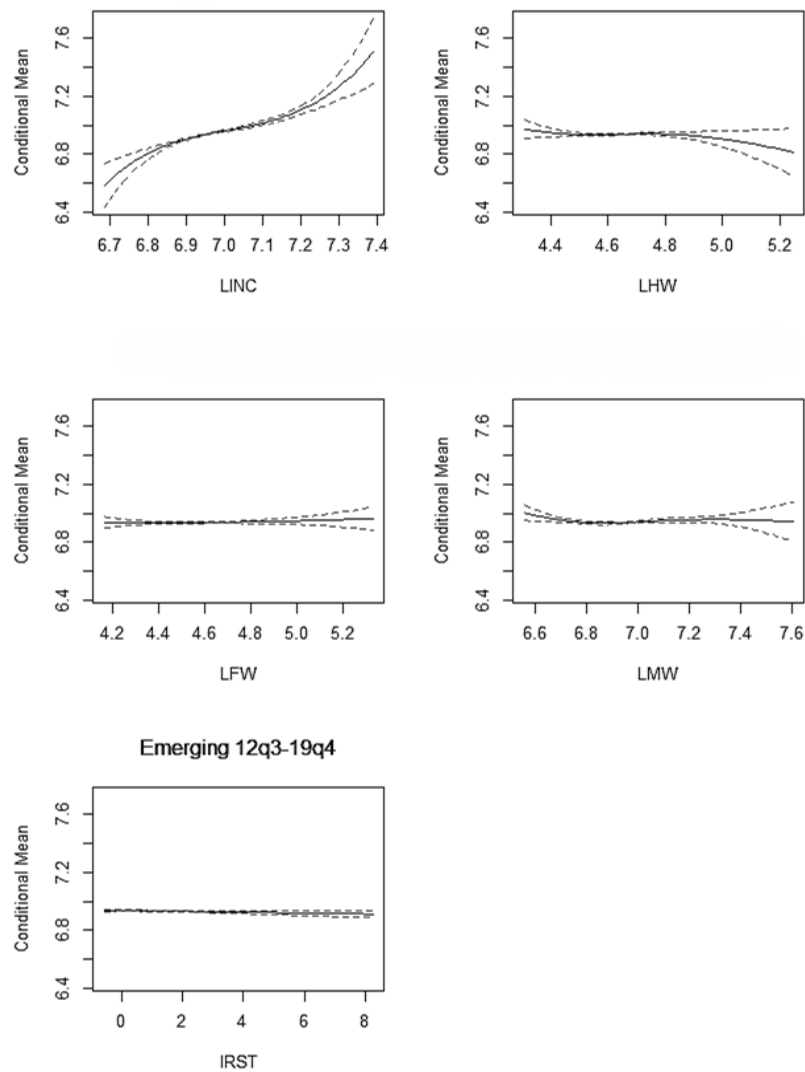 Conditional Mean
7.6
7.2
6.8
6.4
6.7 6.8 6.9 7.0 7.1 7.2 7.3 7.4
LINC
Conditional Mean
7.6
7.2
6.8
6.4
4.4 4.6 4.8 5.0 5.2
LHW
Conditional Mean
7.6
7.2
6.8
6.4
4.2 4.4 4.6 4.8 5.0 5.2
LFW
Conditional Mean
7.6
7.2
6.8
6.4
6.6 6.8 7.0 7.2 7.4 7.6
LMW
Emerging 12q3-19q4
Conditional Mean
7.6
7.2
6.8
6.4
0 2 4 6 8
IRST